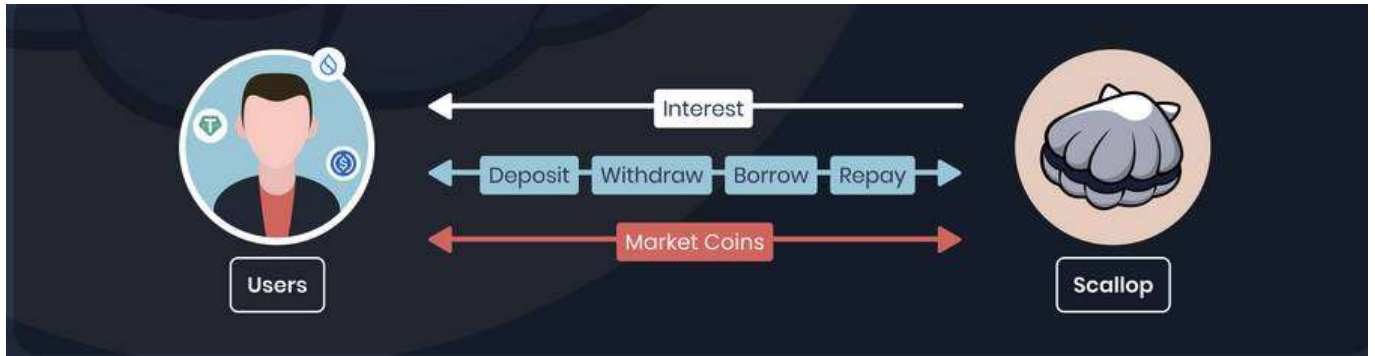 Interest
Deposit Withdraw Borrow Repay
Market Coins
Users
Scallop